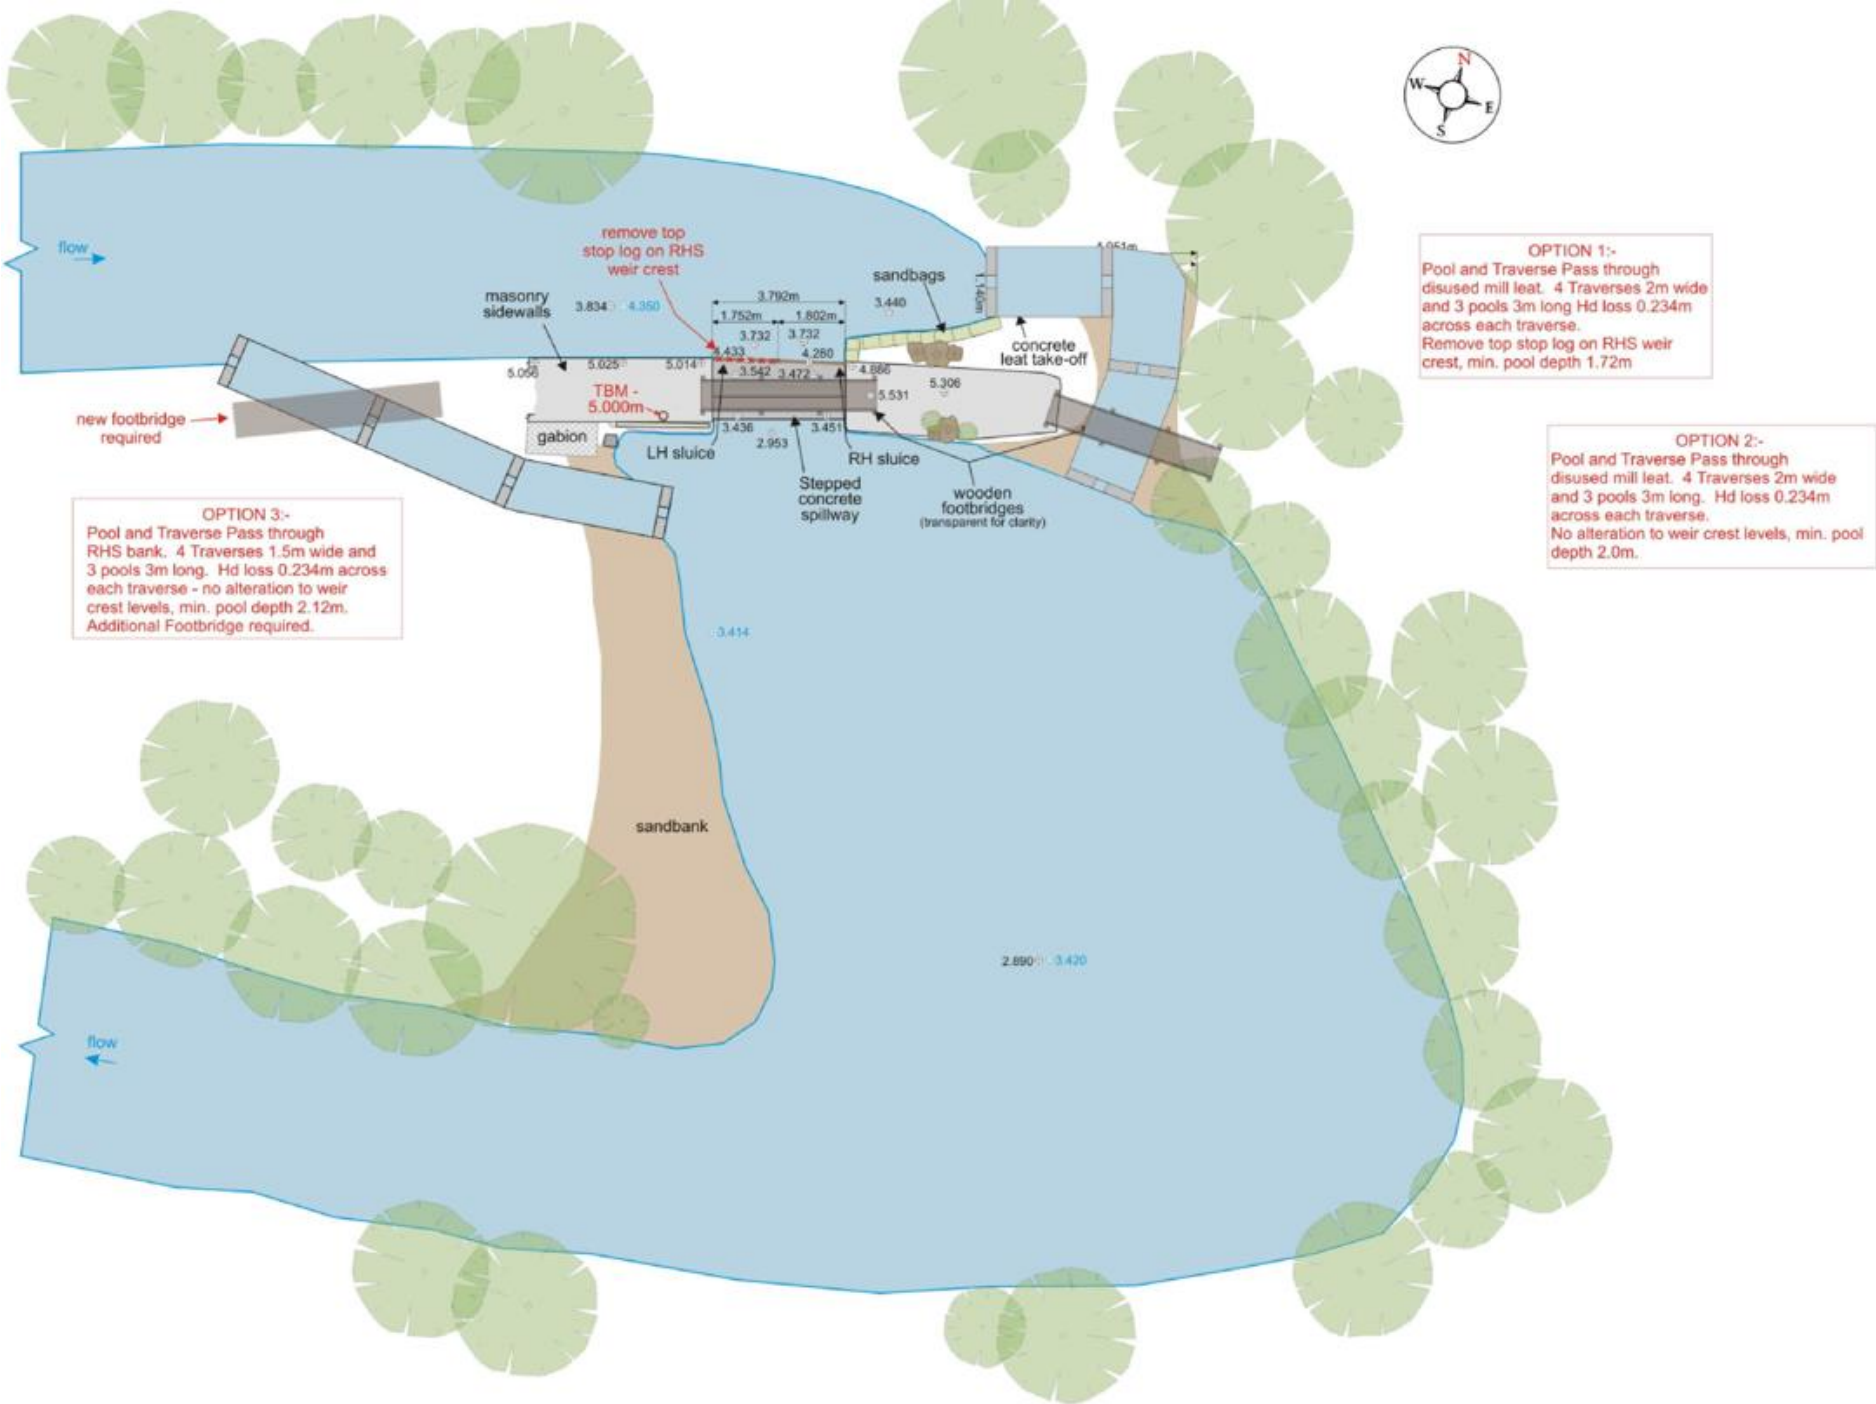 N
W
E
S
flow
remove top
stop log on RHS
weir crest
sandbags
masonry
sidewalls
3.834
4.350
3.792m
3.440
1.140m
4.951m
1.752m
1.802m
3.732
3.732
4.433
4.280
concrete
leat take-off
5.056
5.025
5.014
3.542
3.472
4.886
5.306
5.531
TBM -
5.000m
new footbridge
required
gabion
3.436
3.451
2.953
LH sluice
RH sluice
Stepped
concrete
spillway
wooden
footbridges
(transparent for clarity)
OPTION 1:-
Pool and Traverse Pass through
disused mill leat. 4 Traverses 2m wide
and 3 pools 3m long Hd loss 0.234m
across each traverse.
Remove top stop log on RHS weir
crest, min. pool depth 1.72m
OPTION 2:-
Pool and Traverse Pass through
disused mill leat. 4 Traverses 2m wide
and 3 pools 3m long. Hd loss 0.234m
across each traverse.
No alteration to weir crest levels, min. pool
depth 2.0m.
OPTION 3:-
Pool and Traverse Pass through
RHS bank. 4 Traverses 1.5m wide and
3 pools 3m long. Hd loss 0.234m across
each traverse - no alteration to weir
crest levels, min. pool depth 2.12m.
Additional Footbridge required.
3.414
sandbank
2.890
3.420
flow